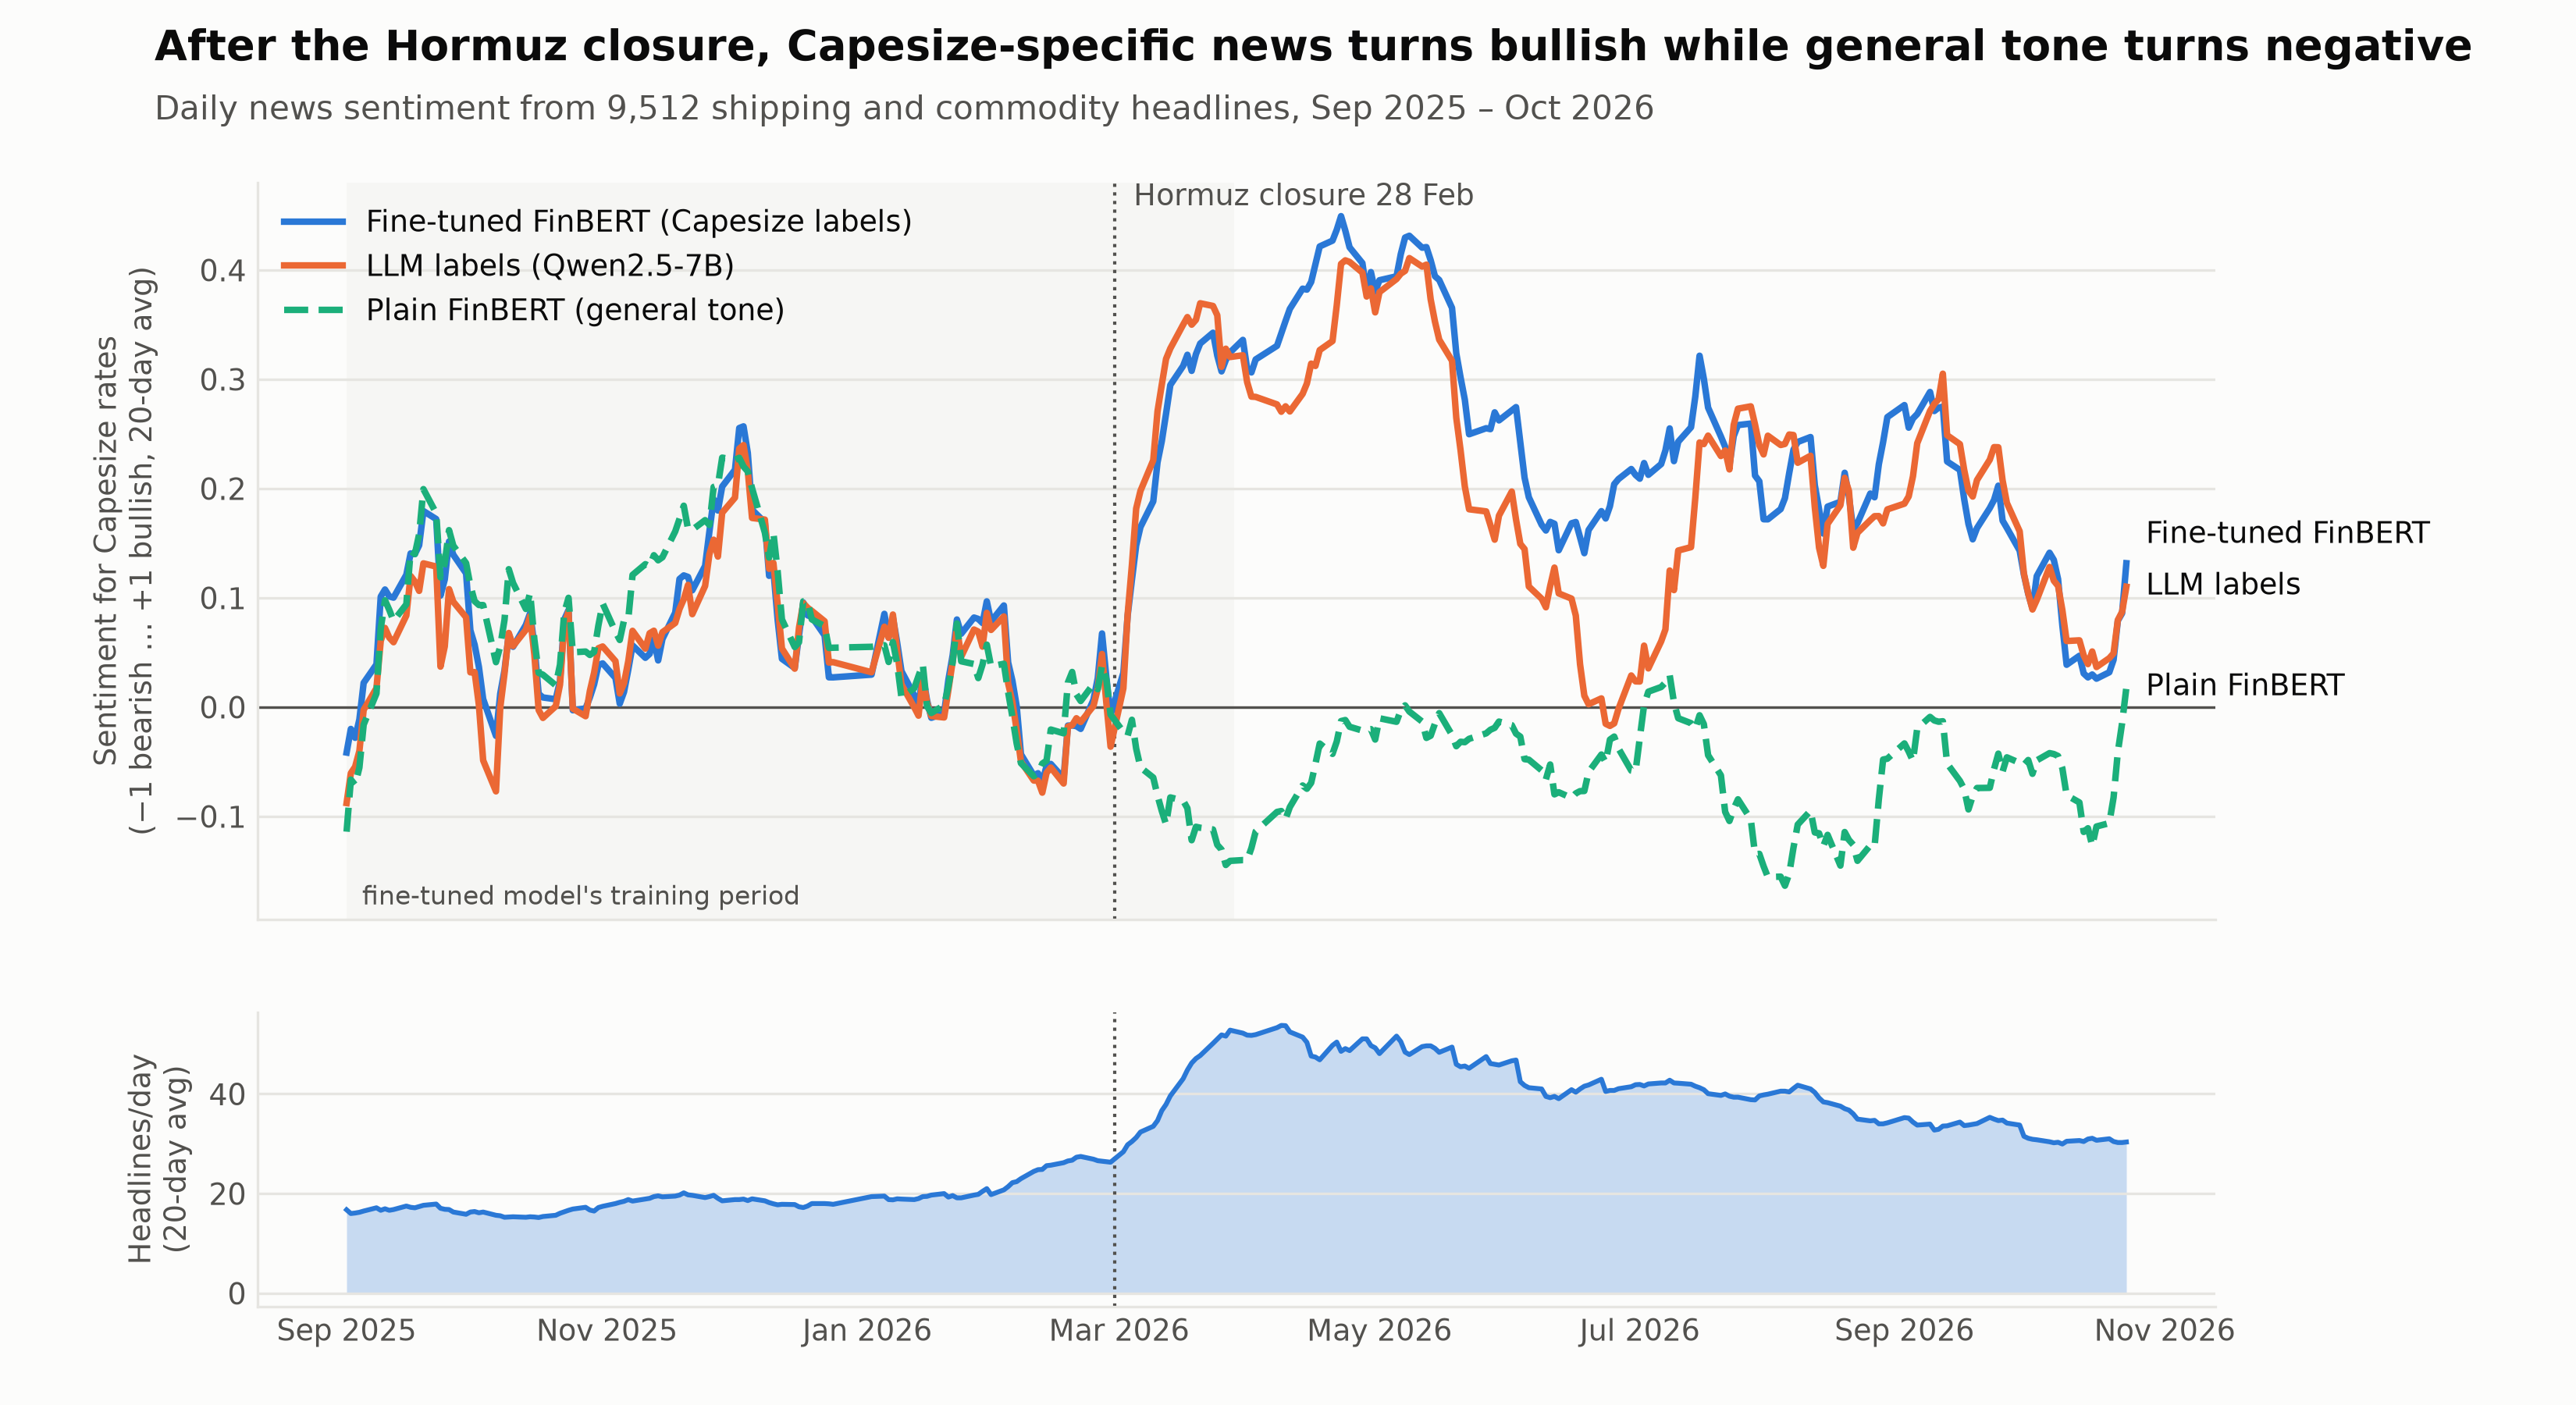 After the Hormuz closure, Capesize-specific news turns bullish while general tone turns negative
Daily news sentiment from 9,512 shipping and commodity headlines, Sep 2025 – Oct 2026
Sentiment for Capesize rates
(−1 bearish ... +1 bullish, 20-day avg)
0.4
0.3
0.2
0.1
0.0
−0.1
Fine-tuned FinBERT (Capesize labels)
LLM labels (Qwen2.5-7B)
Plain FinBERT (general tone)
Hormuz closure 28 Feb
fine-tuned model's training period
Fine-tuned FinBERT
LLM labels
Plain FinBERT
Headlines/day
(20-day avg)
40
20
0
Sep 2025
Nov 2025
Jan 2026
Mar 2026
May 2026
Jul 2026
Sep 2026
Nov 2026